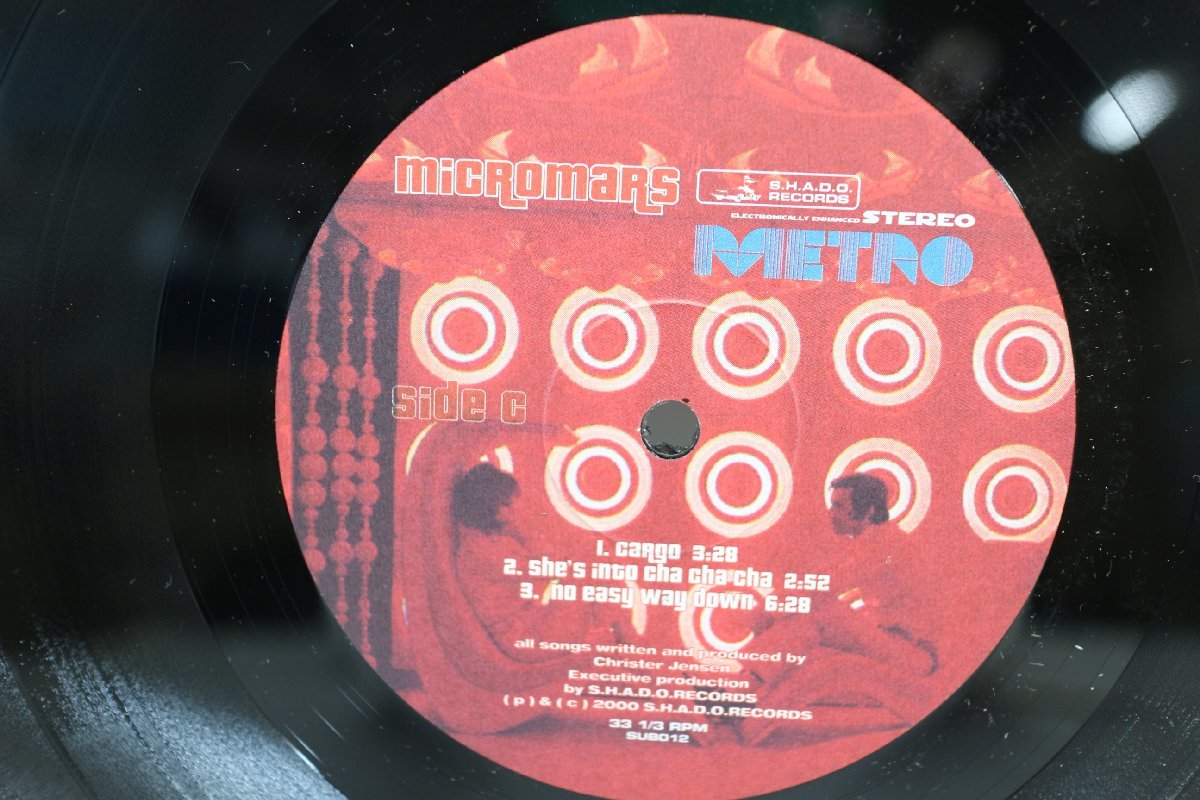 micromars
S.H.A.D.O.
RECORDS
ELECTRONICALLY ENHANCED STEREO
METRO
side c
1. cargo 3:28
2. she's into cha cha cha 2:52
3. no easy way down 6:28
all songs written and produced by
Christer Jensen
Executive production
by S.H.A.D.O.RECORDS
( p ) & ( c ) 2000 S.H.A.D.O.RECORDS
33 1/3 RPM
SUB012